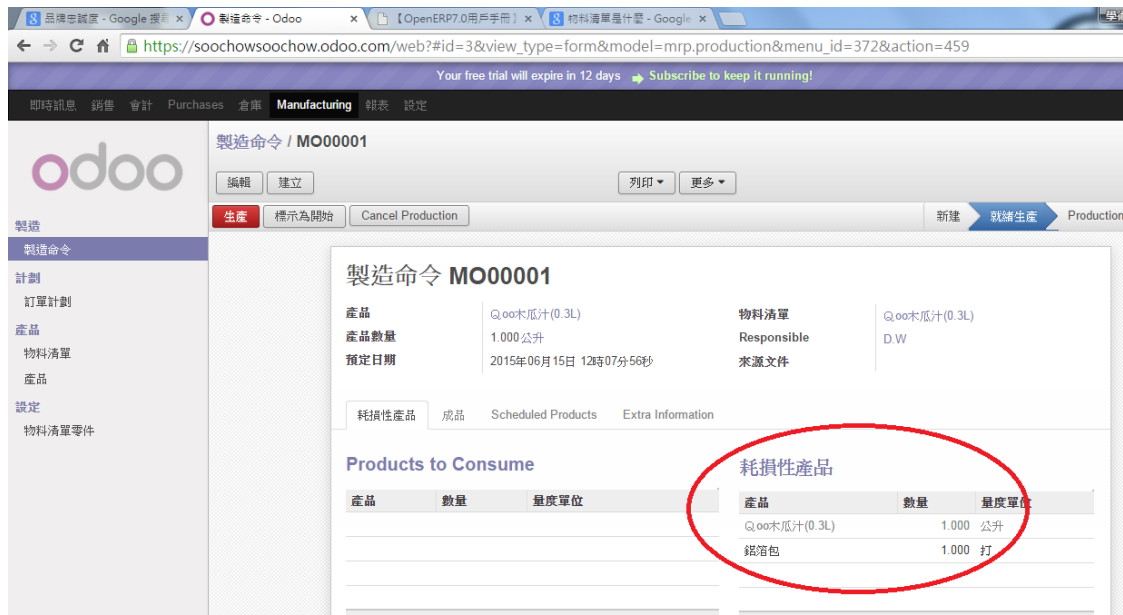 品牌忠誠度 - Google 搜尋
製造命令 - Odoo
【OpenERP7.0用戶手冊】
物料清單是什麼 - Google
https://soochowsoochow.odoo.com/web?#id=3&view_type=form&model=mrp.production&menu_id=372&action=459
Your free trial will expire in 12 days Subscribe to keep it running!
即時訊息 銷售 會計 Purchases 倉庫 Manufacturing 報表 設定
odoo
製造
製造命令
計劃
訂單計劃
產品
物料清單
產品
設定
物料清單零件
製造命令 / MO00001
編輯 建立 列印 更多
生產 標示為開始 Cancel Production 新建 就緒生產 Production
製造命令 MO00001
產品 Qoo木瓜汁(0.3L) 物料清單 Qoo木瓜汁(0.3L)
產品數量 1.000 公升 Responsible D.W
預定日期 2015年06月15日 12時07分56秒 來源文件
耗損性產品 成品 Scheduled Products Extra Information
Products to Consume
產品 數量 量度單位
耗損性產品
產品 數量 量度單位
Qoo木瓜汁(0.3L) 1.000 公升
鋁箔包 1.000 打